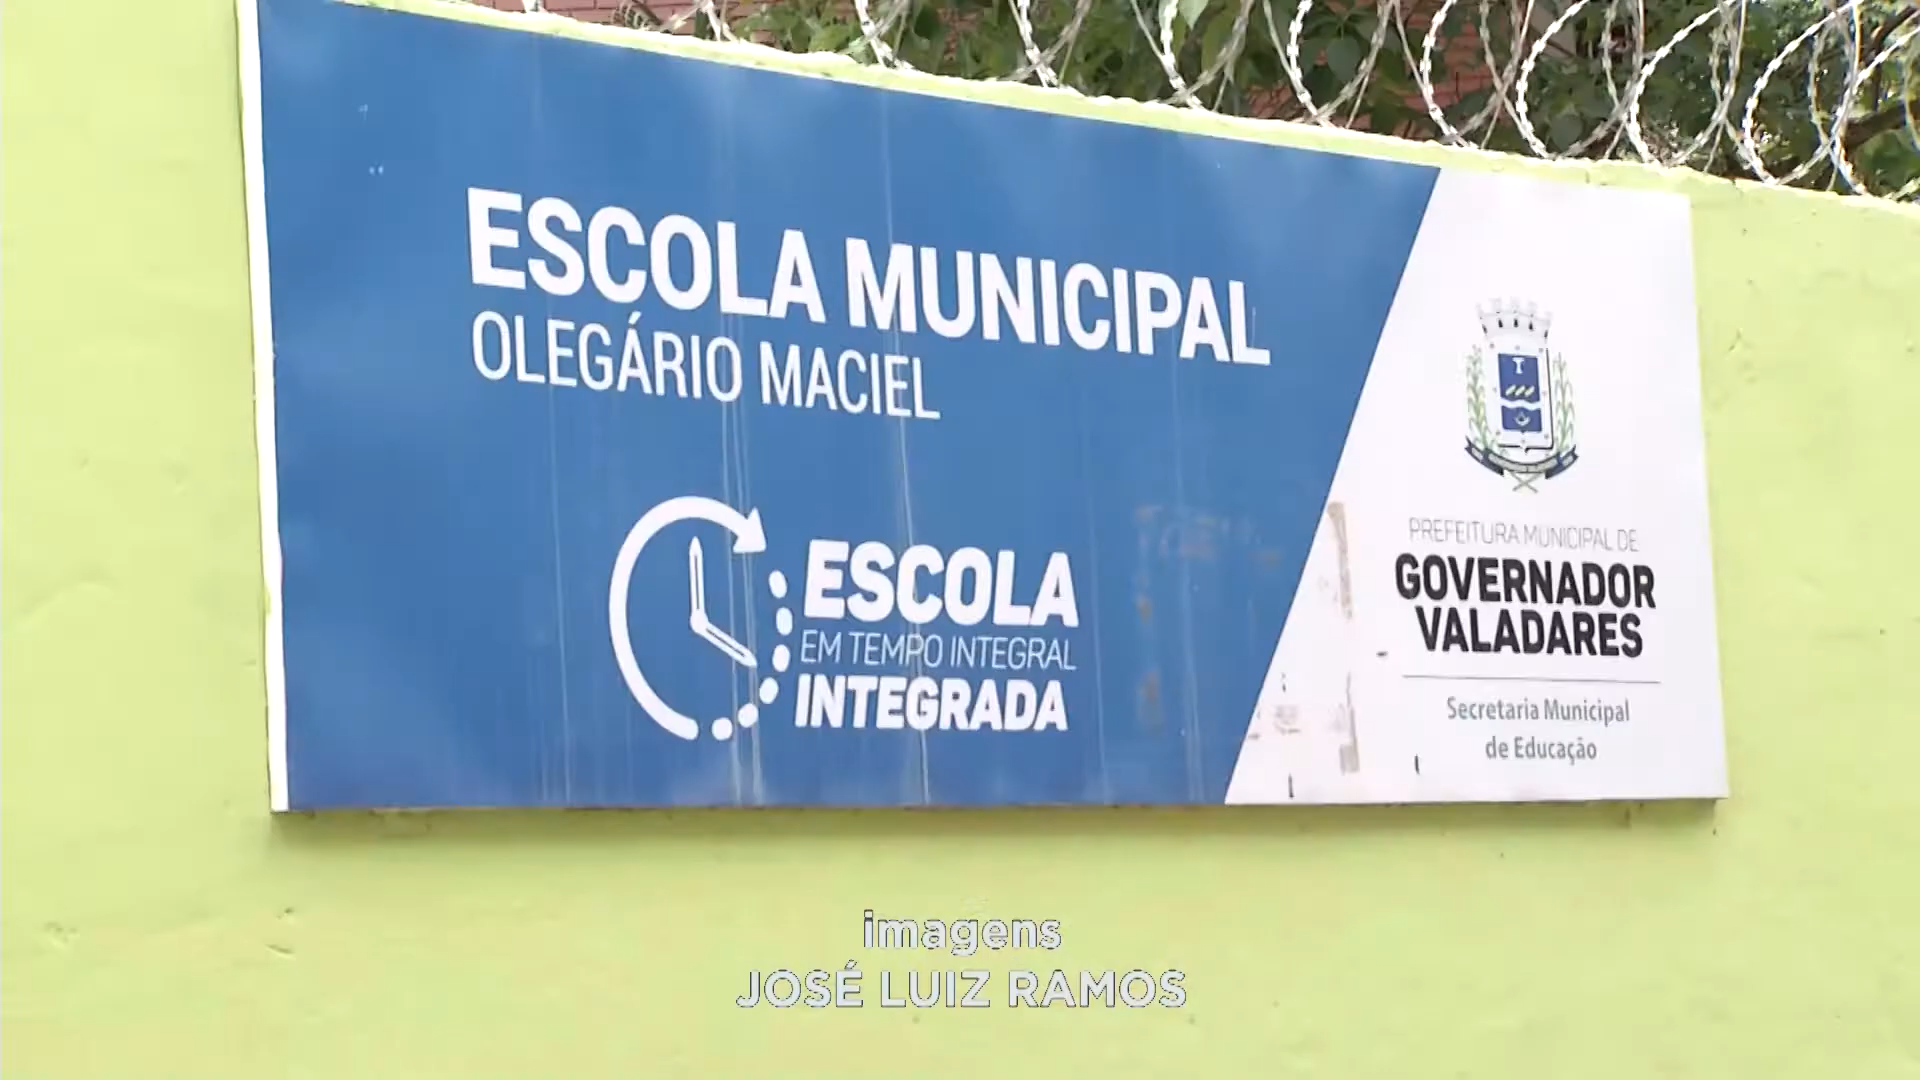 ESCOLA MUNICIPAL
OLEGÁRIO MACIEL
ESCOLA
EM TEMPO INTEGRAL
INTEGRADA
PREFEITURA MUNICIPAL DE
GOVERNADOR
VALADARES
Secretaria Municipal
de Educação
imagens
JOSÉ LUIZ RAMOS